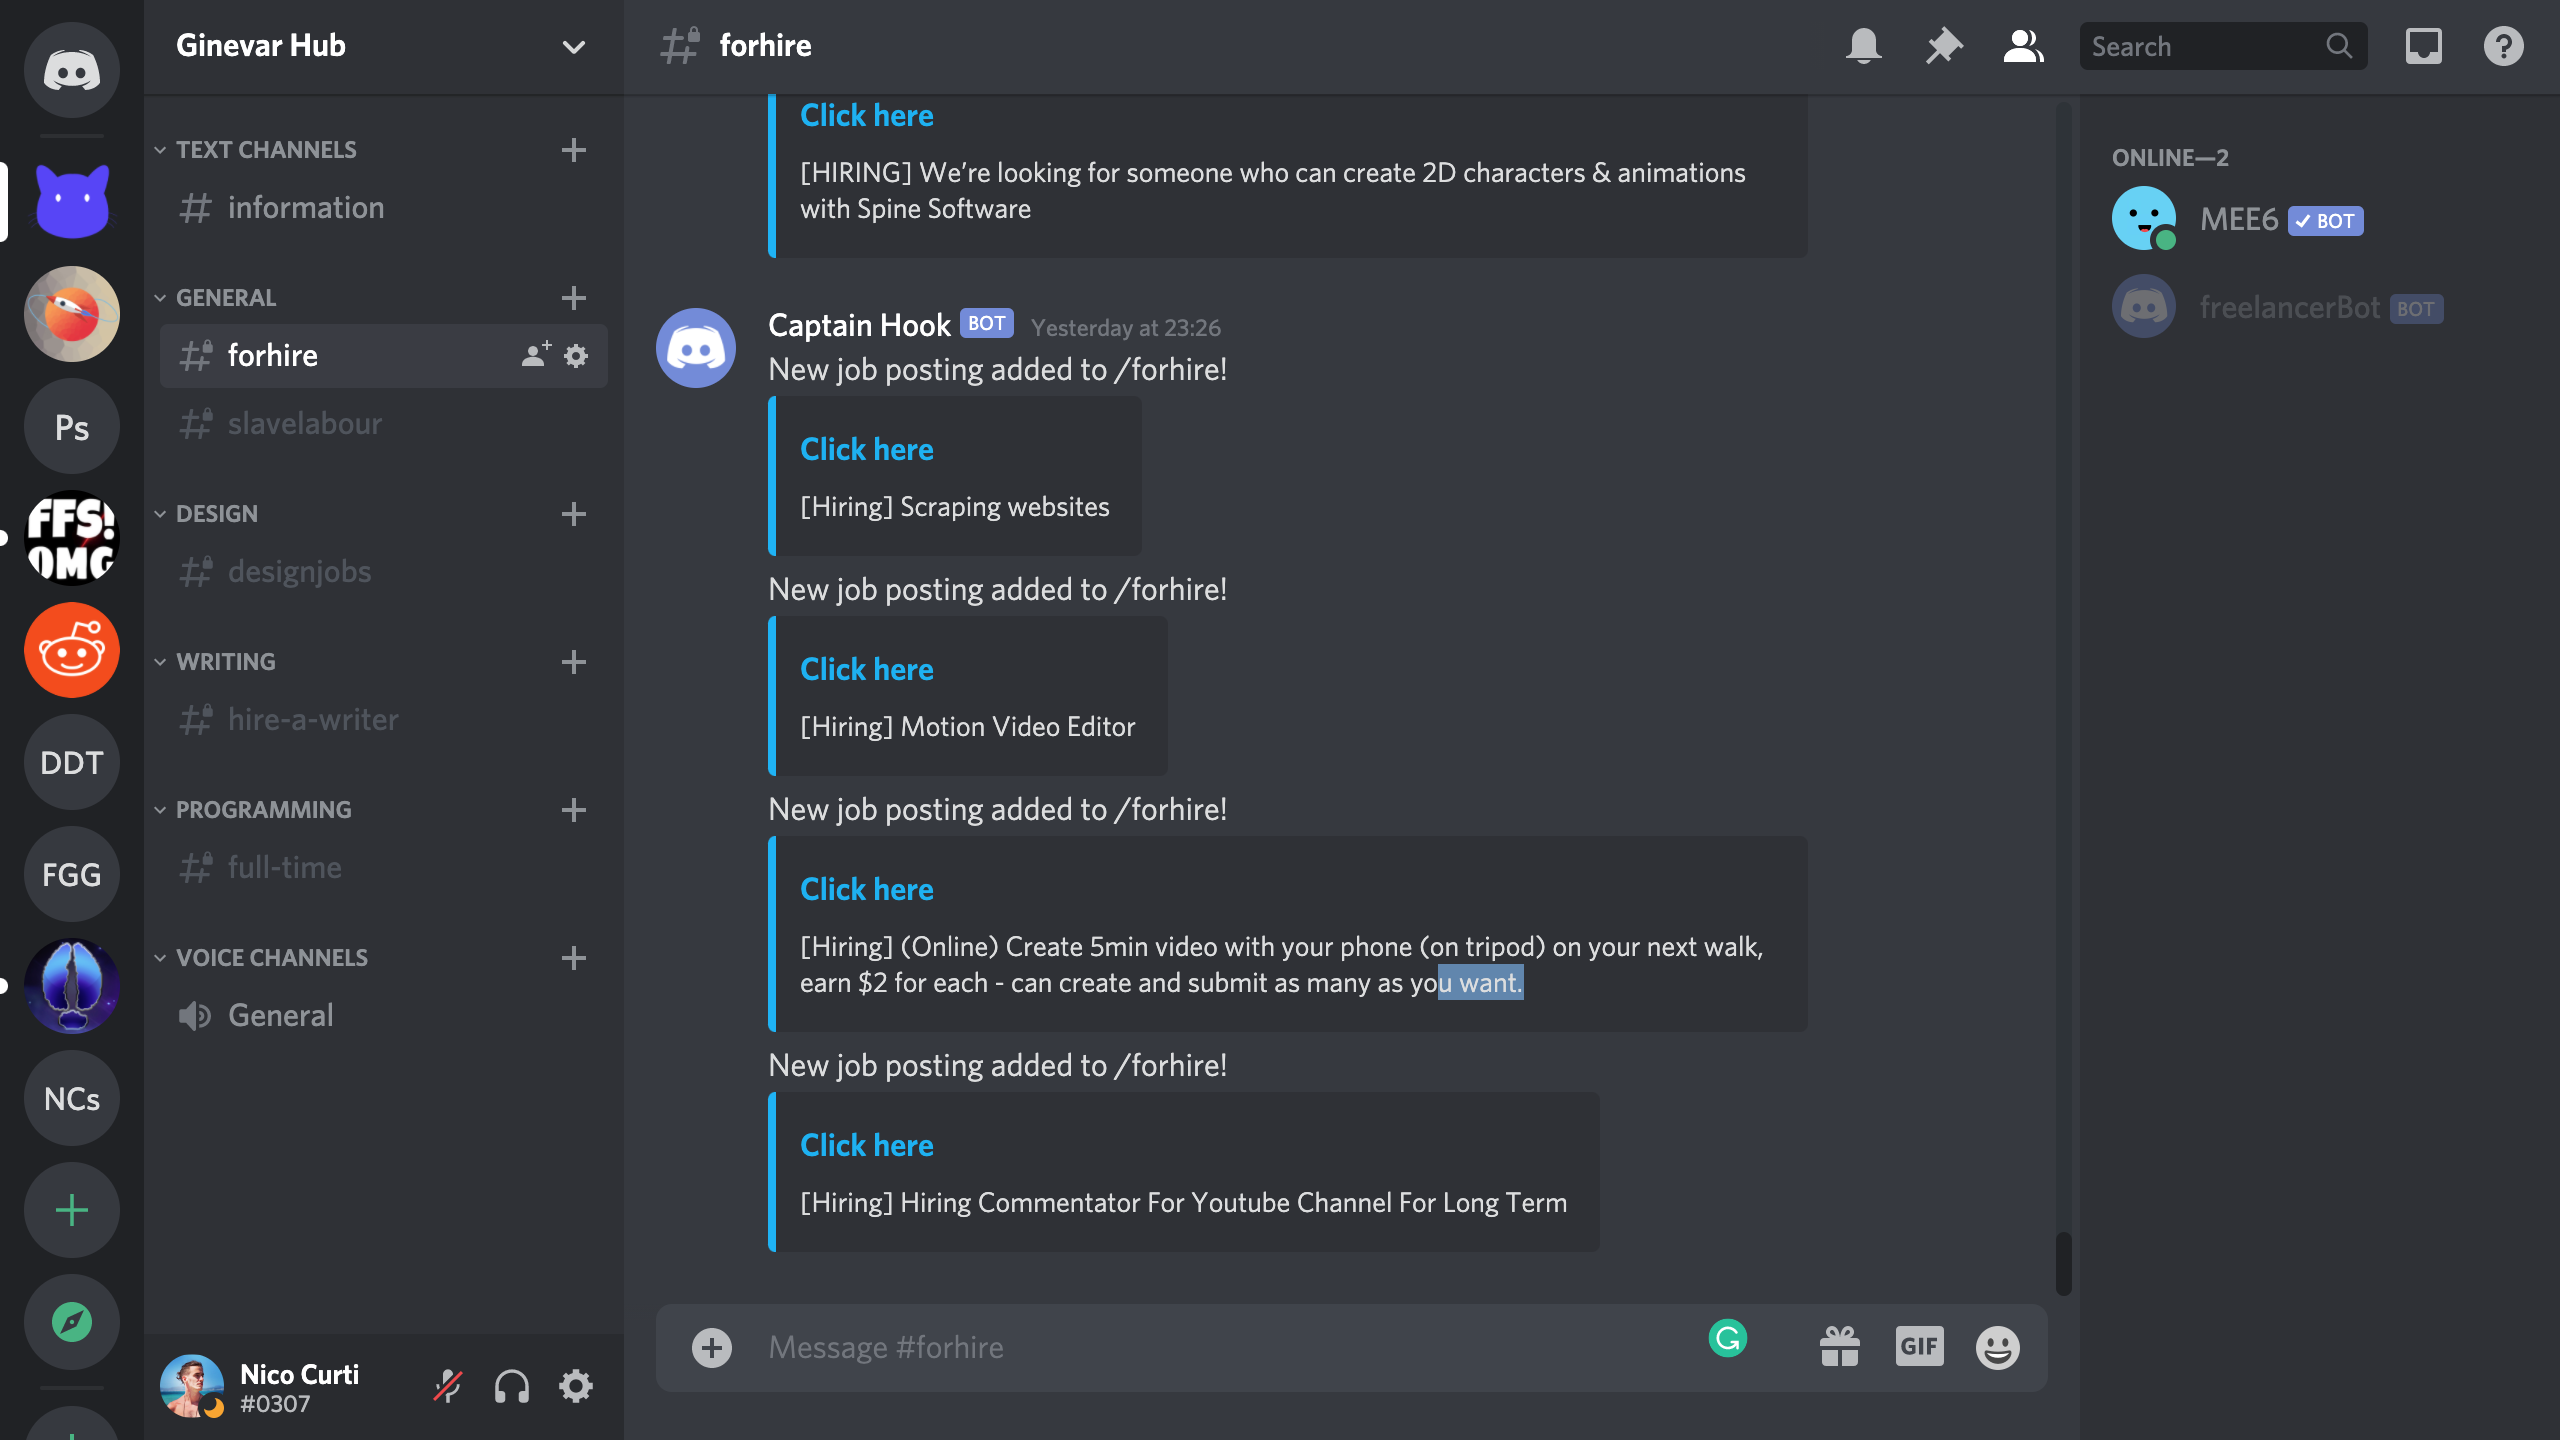 Ginevar Hub
TEXT CHANNELS
information
GENERAL
forhire
slavelabour
DESIGN
designjobs
WRITING
hire-a-writer
PROGRAMMING
full-time
VOICE CHANNELS
General
Nico Curti
#0307
Ps
FFS!
OMG
DDT
FGG
NCs
forhire
Search
Click here
[HIRING] We’re looking for someone who can create 2D characters & animations
with Spine Software
Captain Hook BOT Yesterday at 23:26
New job posting added to /forhire!
Click here
[Hiring] Scraping websites
New job posting added to /forhire!
Click here
[Hiring] Motion Video Editor
New job posting added to /forhire!
Click here
[Hiring] (Online) Create 5min video with your phone (on tripod) on your next walk,
earn $2 for each - can create and submit as many as you want.
New job posting added to /forhire!
Click here
[Hiring] Hiring Commentator For Youtube Channel For Long Term
Message #forhire
GIF
ONLINE—2
MEE6 BOT
freelancerBot BOT